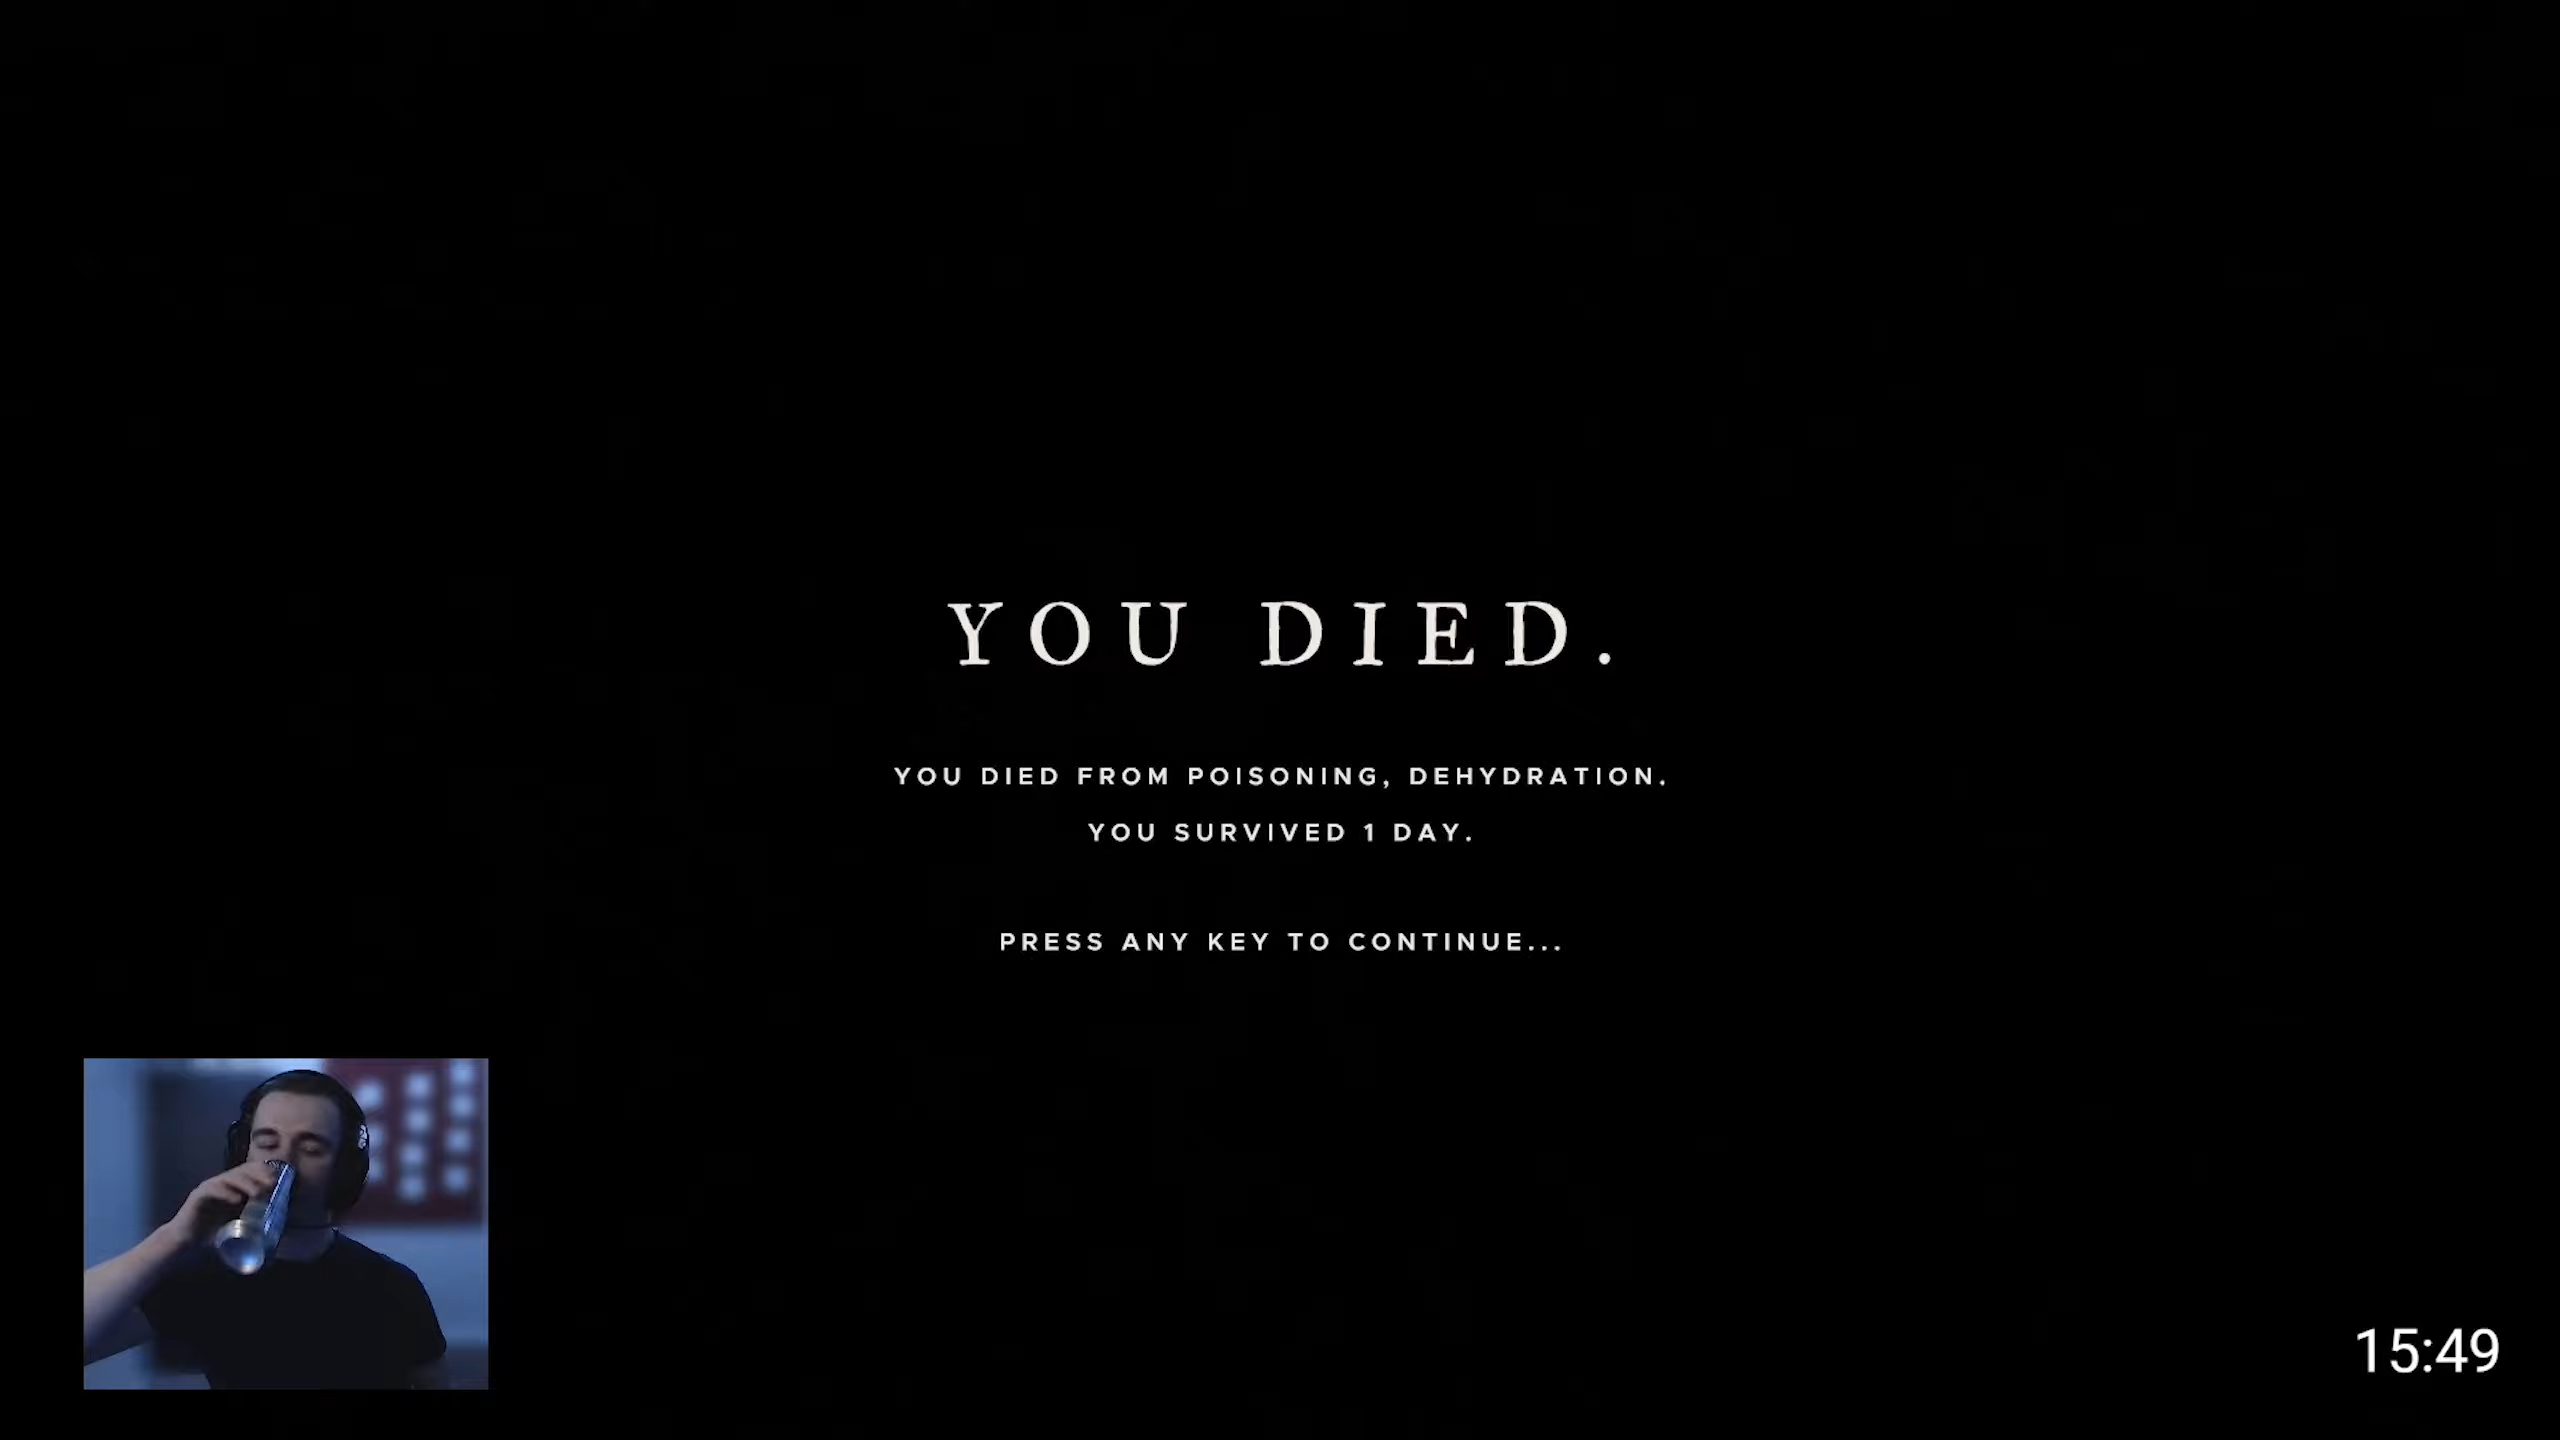 YOU DIED.
YOU DIED FROM POISONING, DEHYDRATION.
YOU SURVIVED 1 DAY.
PRESS ANY KEY TO CONTINUE...
15:49